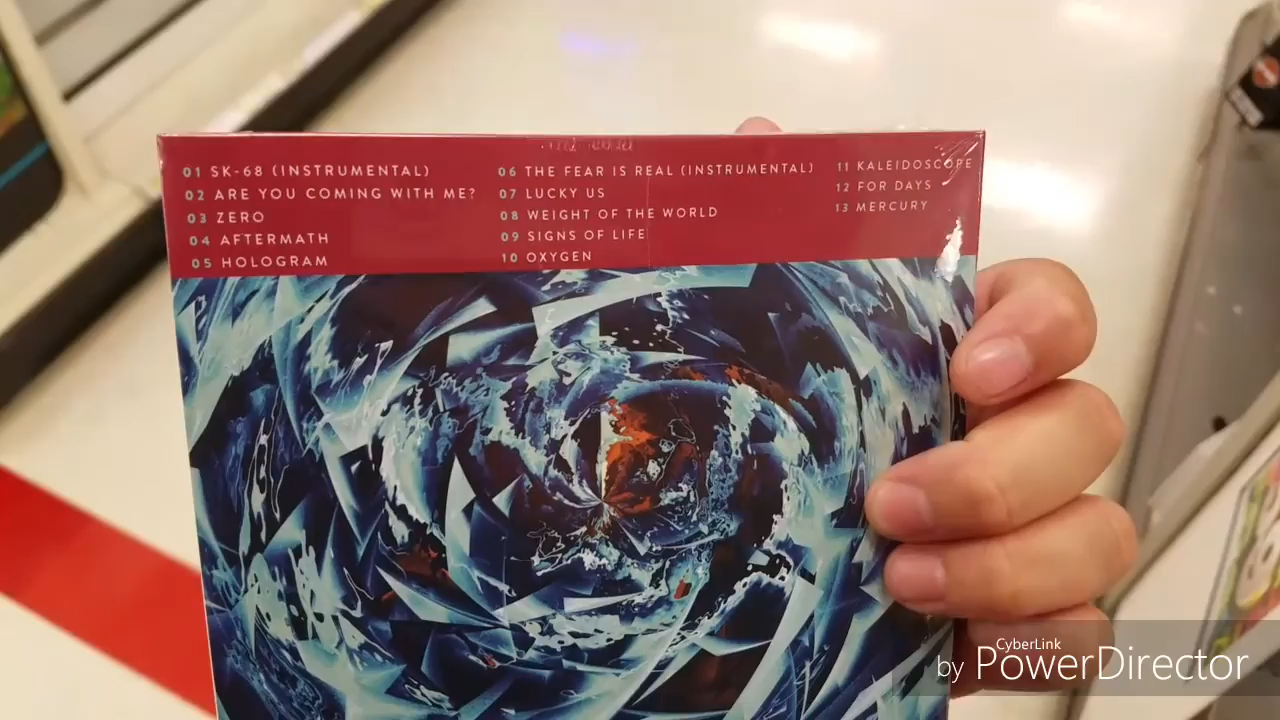 01 SK-68 (INSTRUMENTAL)
02 ARE YOU COMING WITH ME?
03 ZERO
04 AFTERMATH
05 HOLOGRAM
06 THE FEAR IS REAL (INSTRUMENTAL)
07 LUCKY US
08 WEIGHT OF THE WORLD
09 SIGNS OF LIFE
10 OXYGEN
11 KALEIDOSCOPE
12 FOR DAYS
13 MERCURY
CyberLink
by PowerDirector